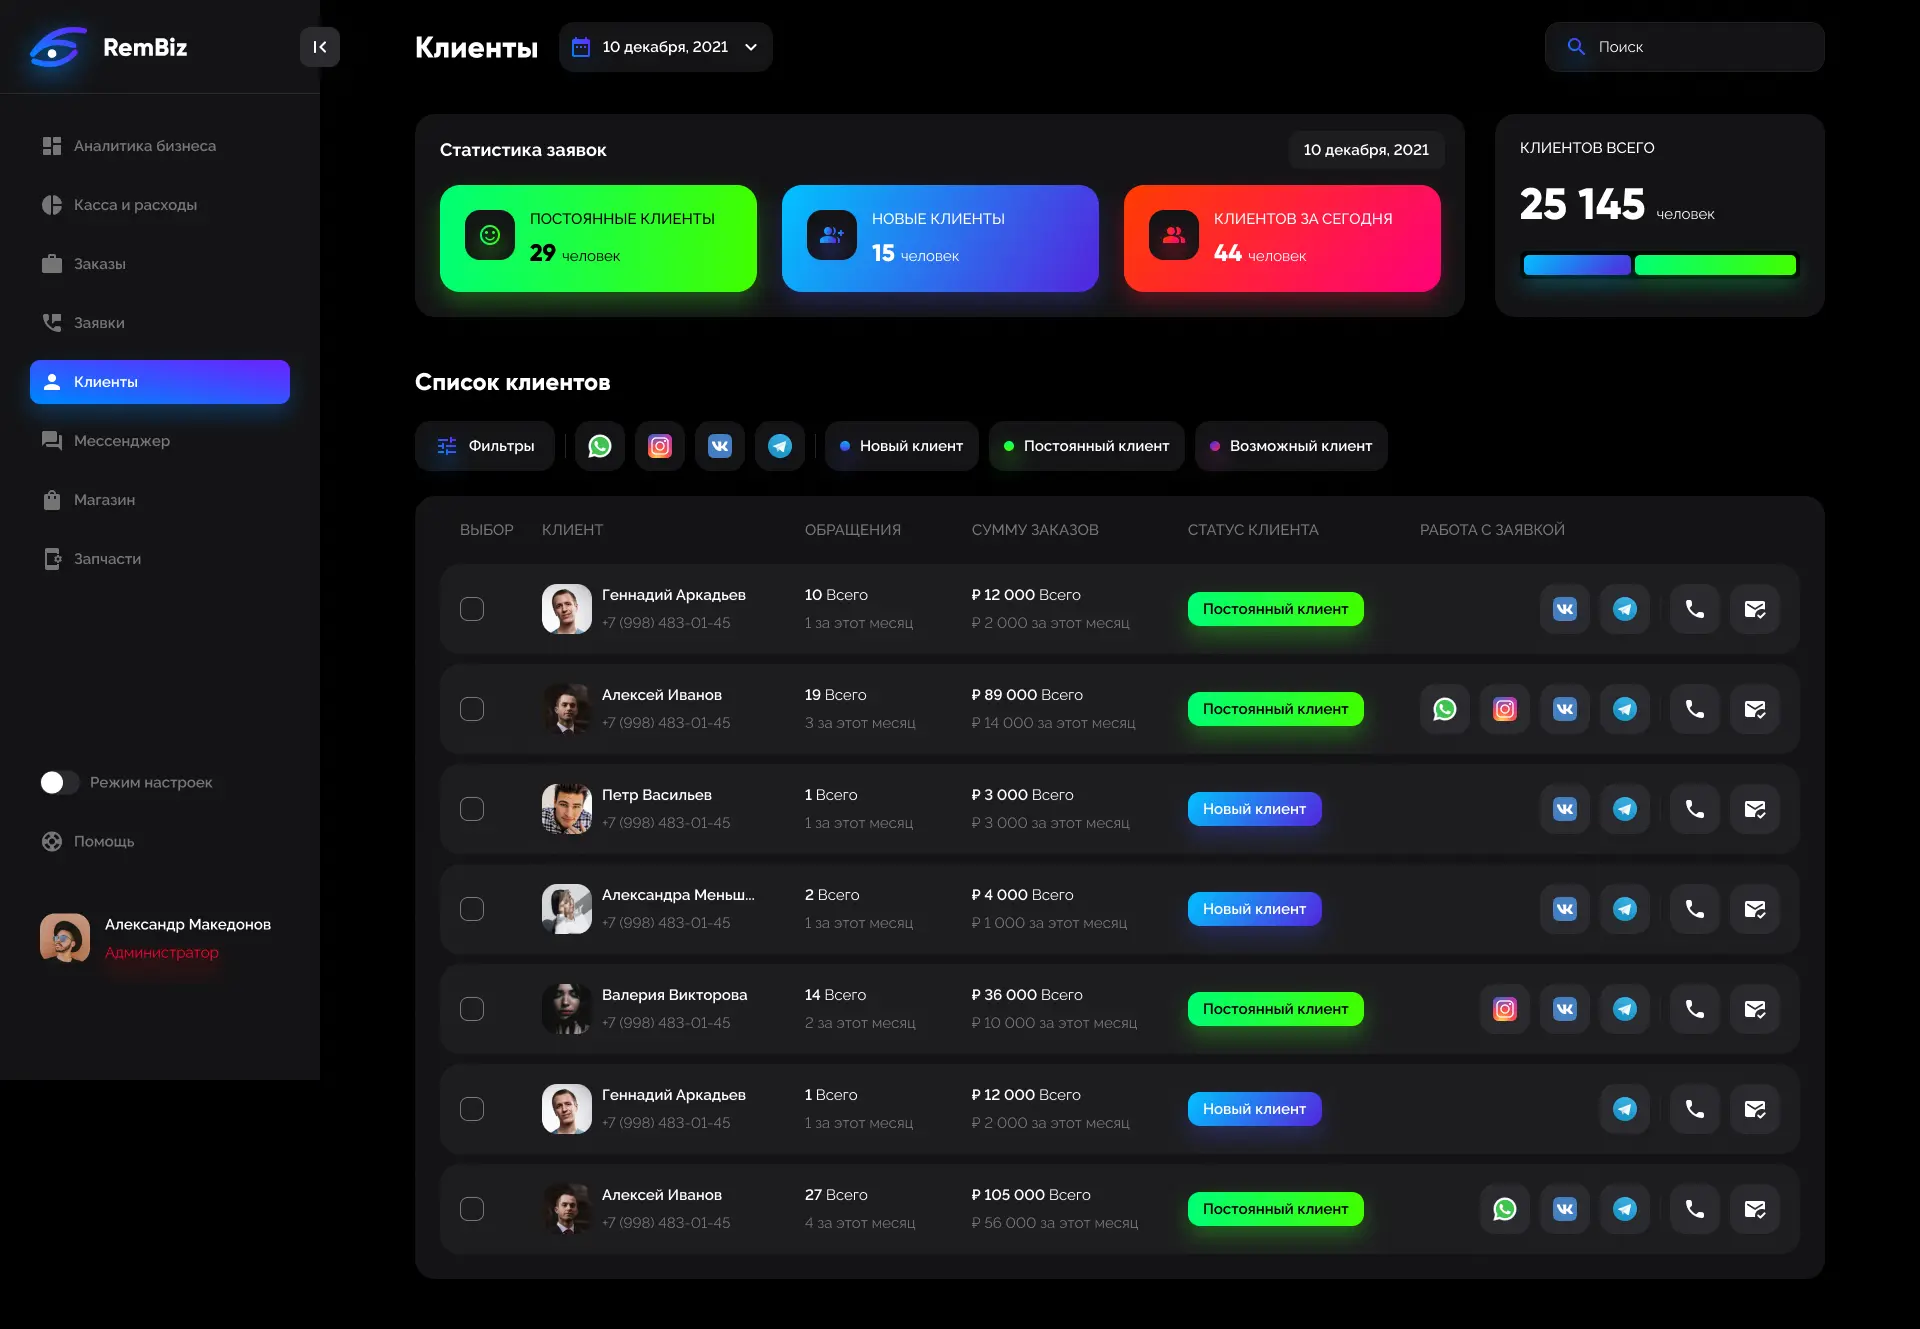 RemBiz
Аналитика бизнеса
Касса и расходы
Заказы
Заявки
Клиенты
Мессенджер
Магазин
Запчасти
Режим настроек
Помощь
Александр Македонов
Администратор
Клиенты
10 декабря, 2021
Поиск
Статистика заявок
10 декабря, 2021
ПОСТОЯННЫЕ КЛИЕНТЫ
29 человек
НОВЫЕ КЛИЕНТЫ
15 человек
КЛИЕНТОВ ЗА СЕГОДНЯ
44 человек
КЛИЕНТОВ ВСЕГО
25 145 человек
Список клиентов
Фильтры
Новый клиент
Постоянный клиент
Возможный клиент
ВЫБОР КЛИЕНТ ОБРАЩЕНИЯ СУММУ ЗАКАЗОВ СТАТУС КЛИЕНТА РАБОТА С ЗАЯВКОЙ
Геннадий Аркадьев 10 Всего ₽ 12 000 Всего
Постоянный клиент
+7 (998) 483-01-45 1 за этот месяц ₽ 2 000 за этот месяц
Алексей Иванов 19 Всего ₽ 89 000 Всего
Постоянный клиент
+7 (998) 483-01-45 3 за этот месяц ₽ 14 000 за этот месяц
Петр Васильев 1 Всего ₽ 3 000 Всего
Новый клиент
+7 (998) 483-01-45 1 за этот месяц ₽ 3 000 за этот месяц
Александра Меньш... 2 Всего ₽ 4 000 Всего
Новый клиент
+7 (998) 483-01-45 1 за этот месяц ₽ 1 000 за этот месяц
Валерия Викторова 14 Всего ₽ 36 000 Всего
Постоянный клиент
+7 (998) 483-01-45 2 за этот месяц ₽ 10 000 за этот месяц
Геннадий Аркадьев 1 Всего ₽ 12 000 Всего
Новый клиент
+7 (998) 483-01-45 1 за этот месяц ₽ 2 000 за этот месяц
Алексей Иванов 27 Всего ₽ 105 000 Всего
Постоянный клиент
+7 (998) 483-01-45 4 за этот месяц ₽ 56 000 за этот месяц